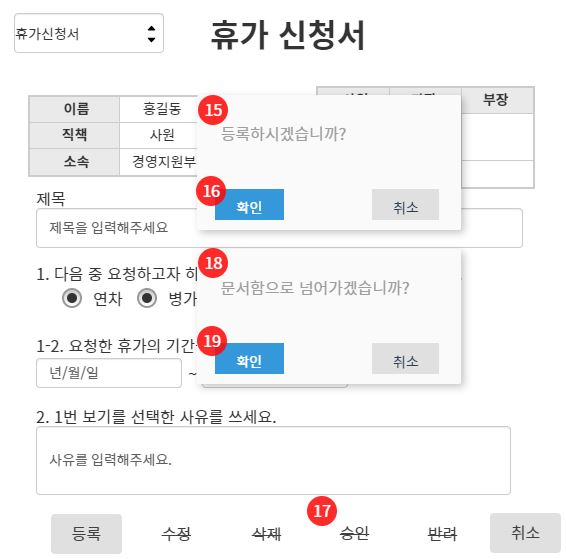 휴가신청서
휴가 신청서
부장
이름 홍길동
직책 사원
소속 경영지원부
15
등록하시겠습니까?
16
확인 취소
제목
제목을 입력해주세요
18
문서함으로 넘어가겠습니까?
19
확인 취소
1. 다음 중 요청하고자
연차 병가
1-2. 요청한 휴가의 기간
년/월/일 ~
2. 1번 보기를 선택한 사유를 쓰세요.
사유를 입력해주세요.
17
등록 수정 삭제 승인 반려 취소